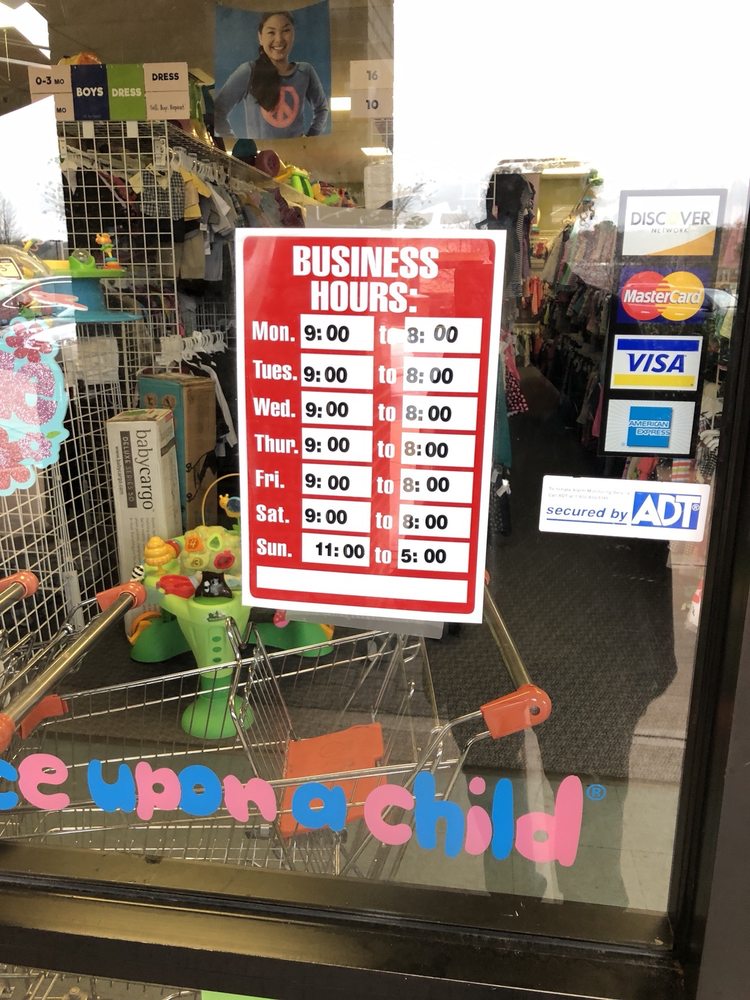 0-3 MO
BOYS
DRESS
DRESS
MO
16
10
BUSINESS
HOURS:
Mon. 9:00 to 8:00
Tues. 9:00 to 8:00
Wed. 9:00 to 8:00
Thur. 9:00 to 8:00
Fri. 9:00 to 8:00
Sat. 9:00 to 8:00
Sun. 11:00 to 5:00
DISCOVER
NETWORK
MasterCard
VISA
AMERICAN
EXPRESS
secured by ADT®
babycargo
ce upon a child®